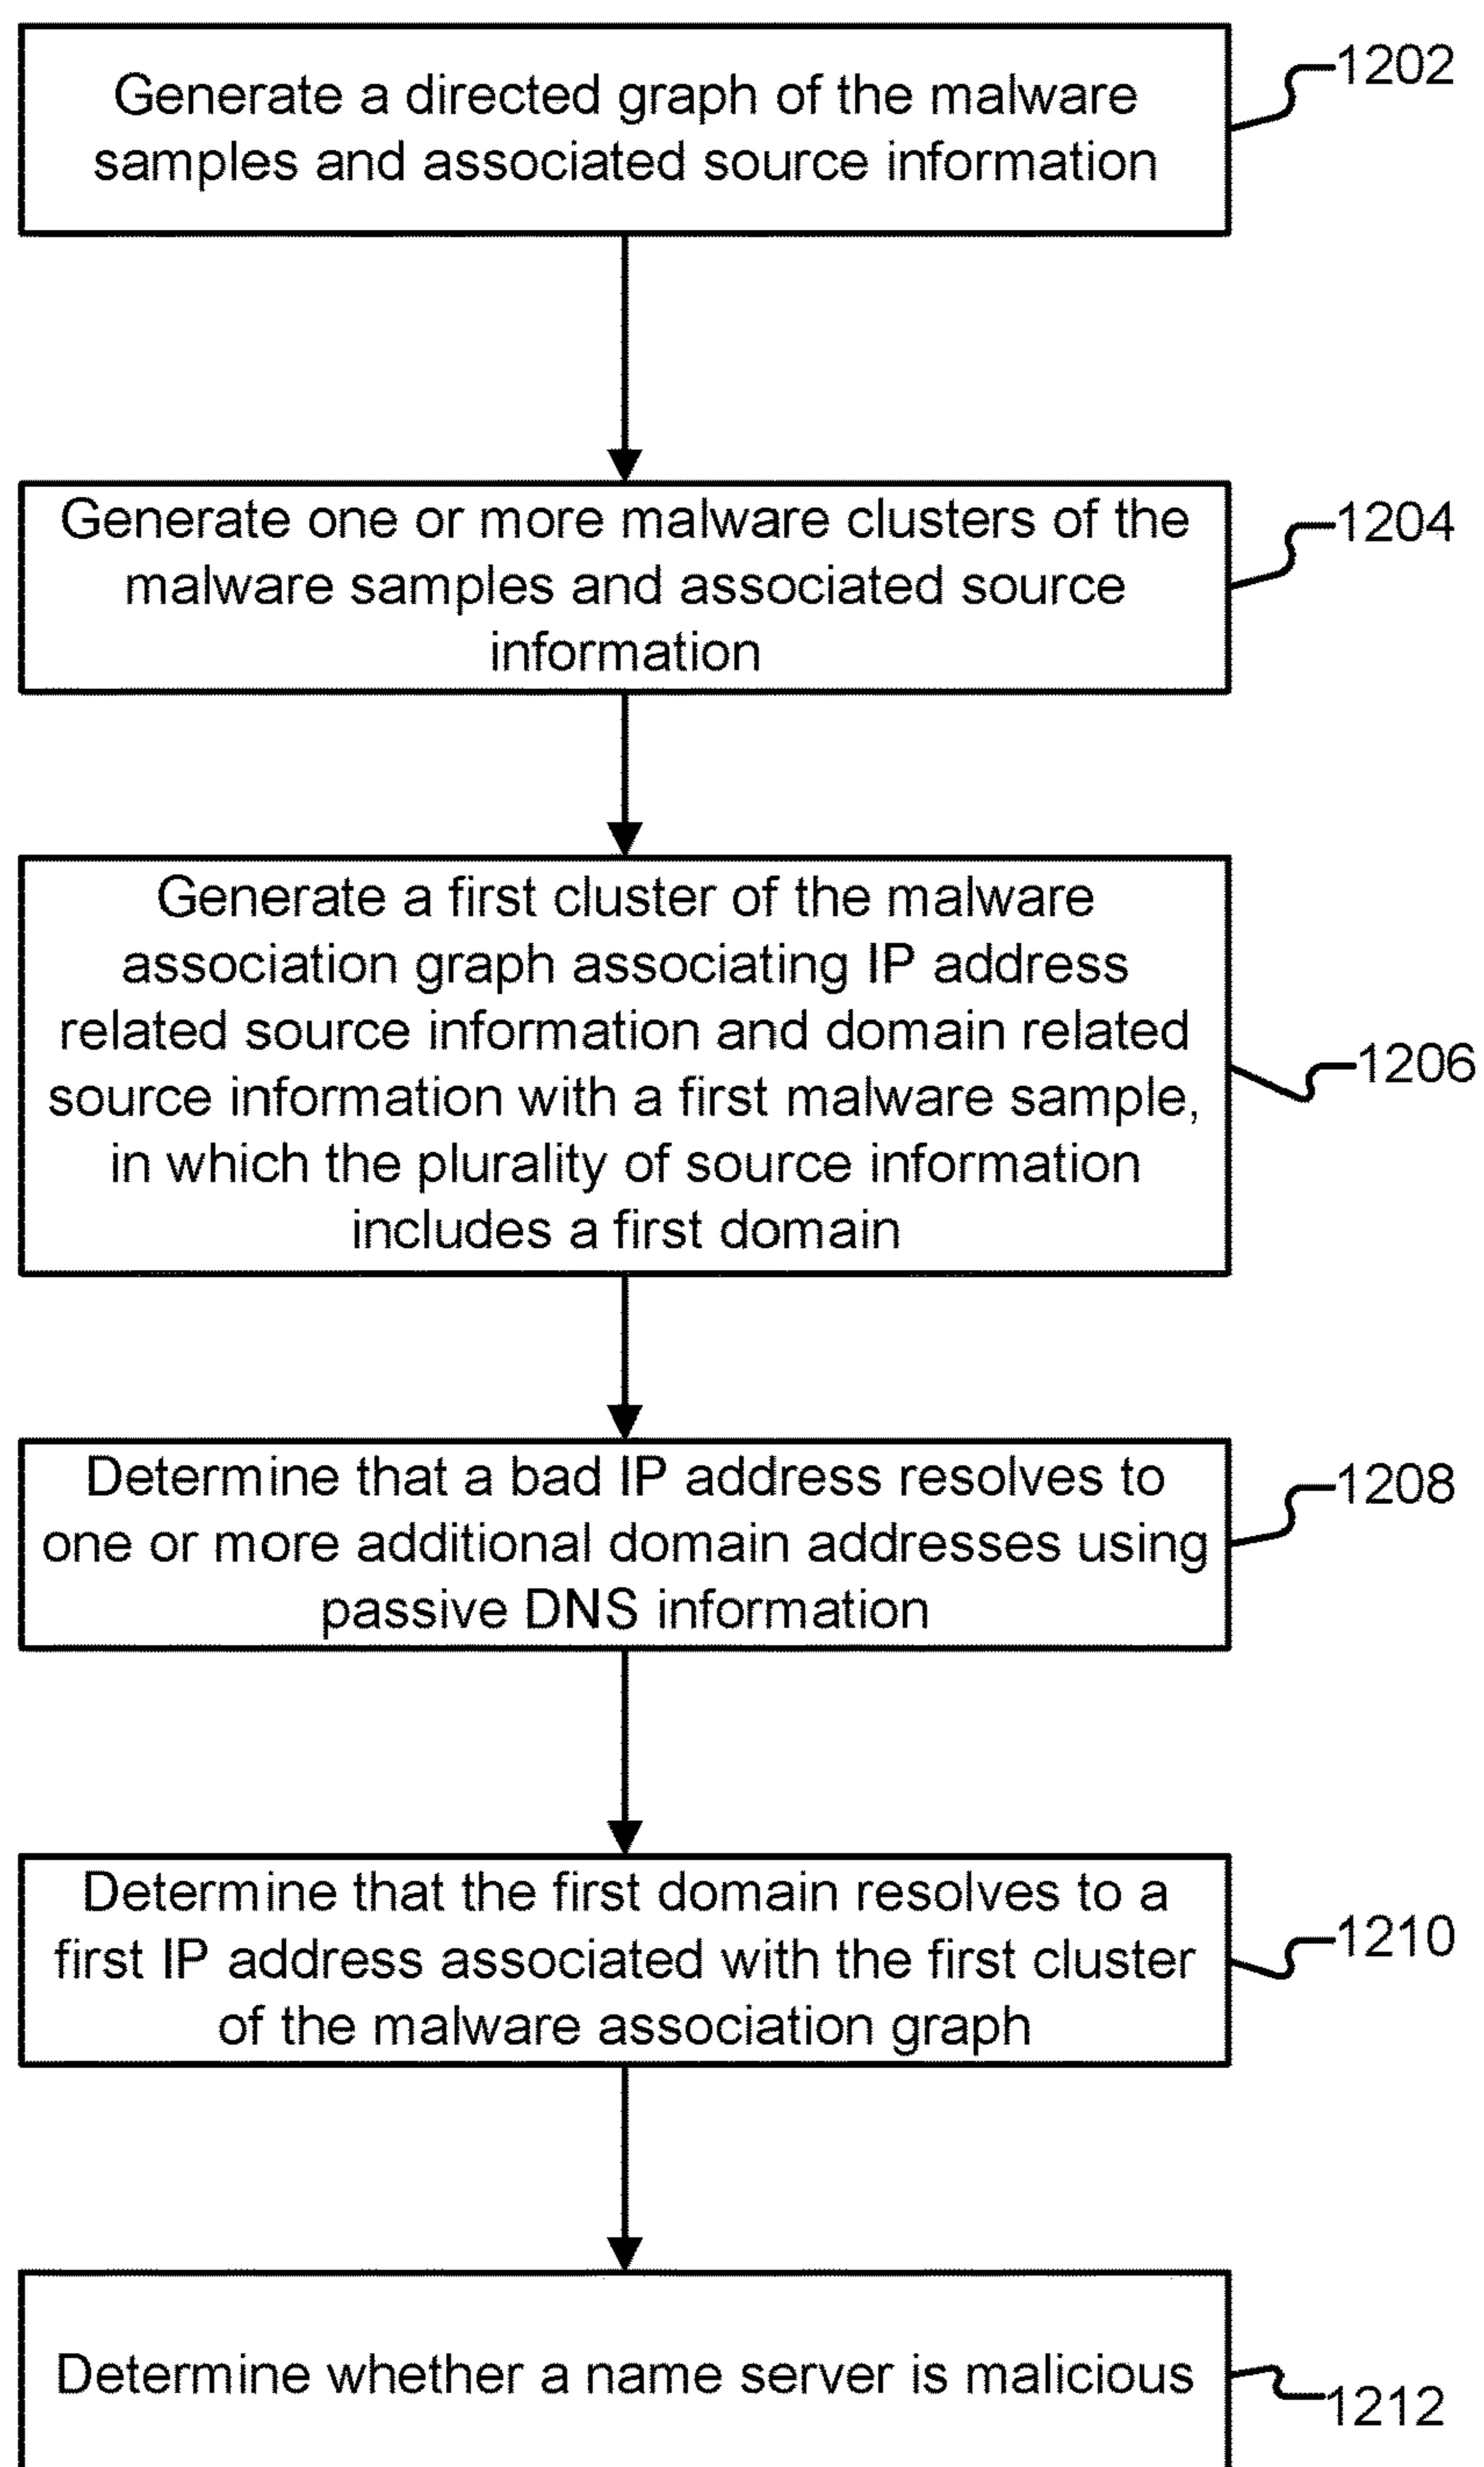 Generate a directed graph of the malware
samples and associated source information
1202
Generate one or more malware clusters of the
malware samples and associated source
information
1204
Generate a first cluster of the malware
association graph associating IP address
related source information and domain related
source information with a first malware sample,
in which the plurality of source information
includes a first domain
1206
Determine that a bad IP address resolves to
one or more additional domain addresses using
passive DNS information
1208
Determine that the first domain resolves to a
first IP address associated with the first cluster
of the malware association graph
1210
Determine whether a name server is malicious
1212